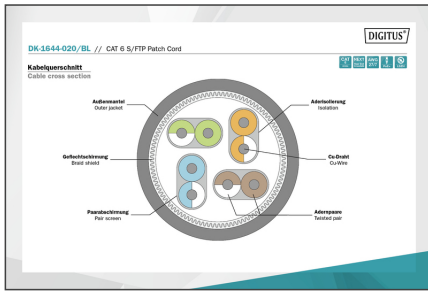 DIGITUS
DK-1644-020/BL // CAT 6 S/FTP Patch Cord
Kabelquerschnitt
Cable cross section
Außenmantel
Outer jacket
Aderisolierung
Isolation
Geflechtschirmung
Braid shield
Cu-Draht
Cu-Wire
Paarabschirmung
Pair screen
Adernpaare
Twisted pair